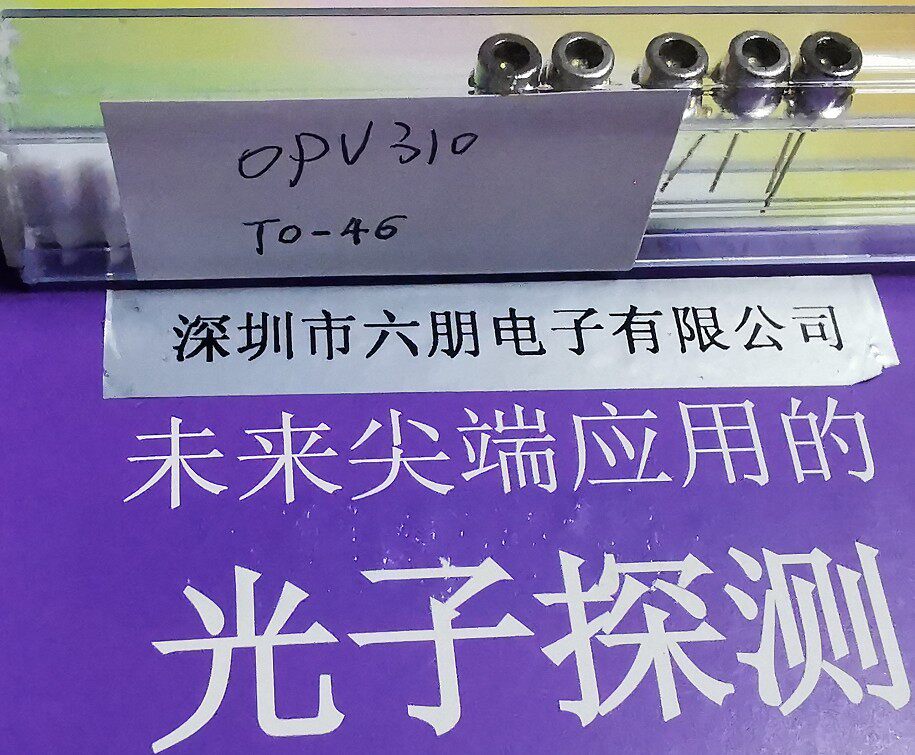 OPV310
TO-46
深圳市六朋电子有限公司
未来尖端应用的
光子探测